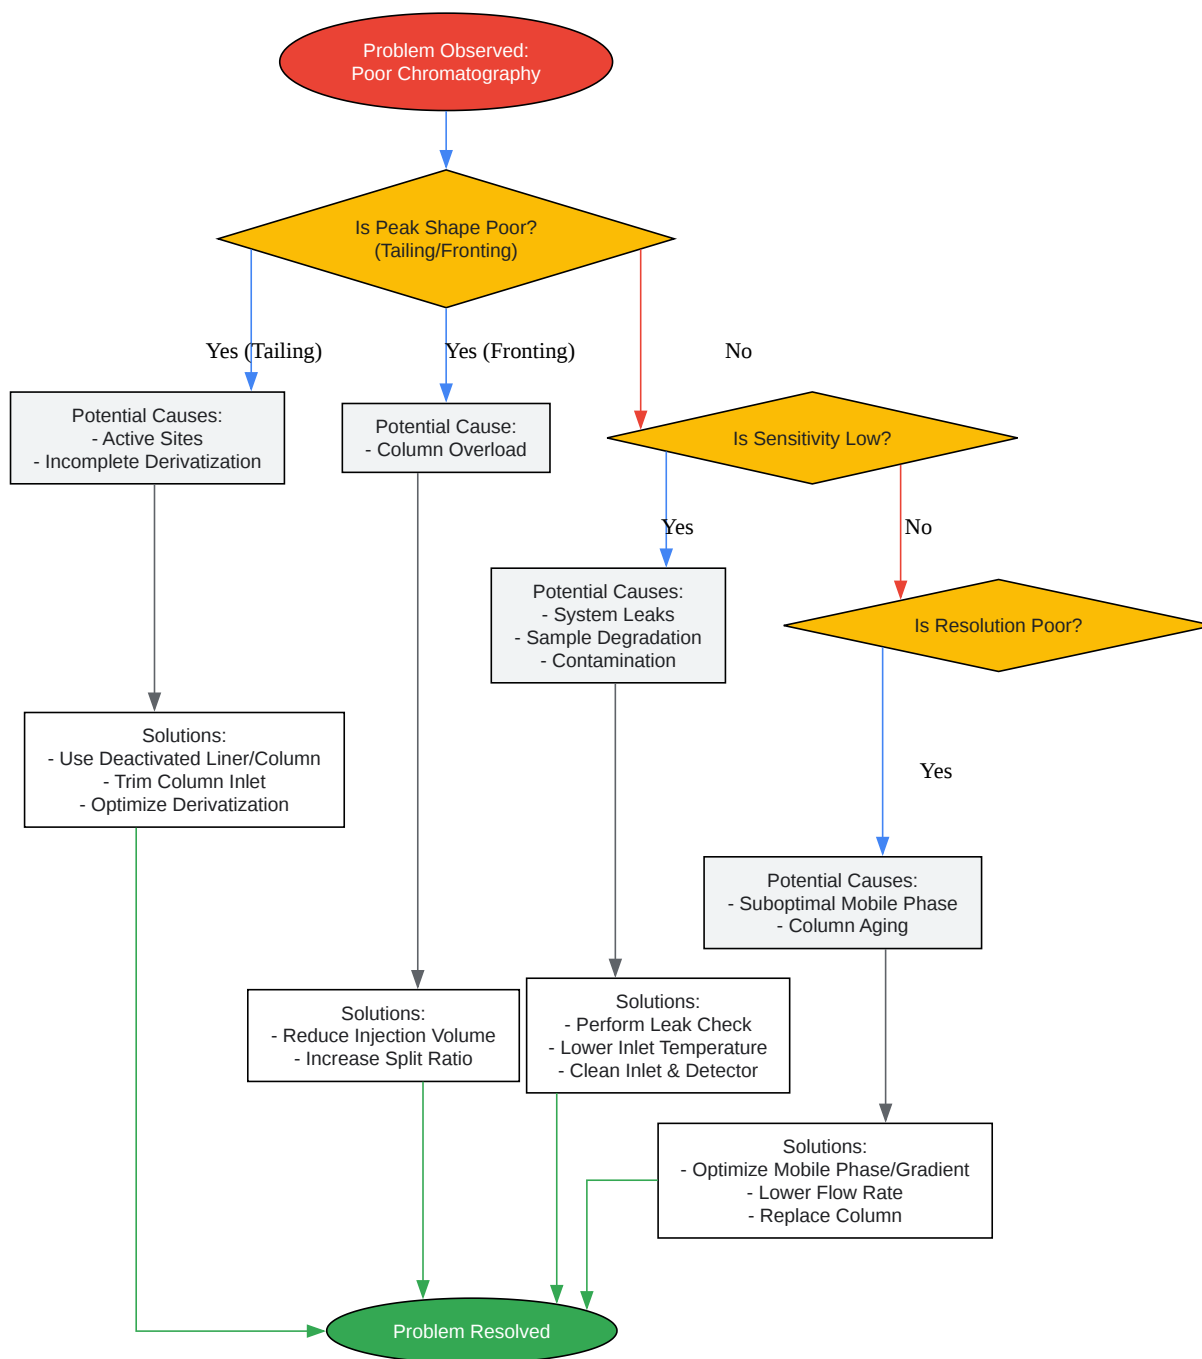 Problem Observed:
Poor Chromatography
Is Peak Shape Poor?
(Tailing/Fronting)
Yes (Tailing)
Yes (Fronting)
No
Potential Causes:
- Active Sites
- Incomplete Derivatization
Potential Cause:
- Column Overload
Is Sensitivity Low?
Yes
No
Potential Causes:
- System Leaks
- Sample Degradation
- Contamination
Is Resolution Poor?
Solutions:
- Use Deactivated Liner/Column
- Trim Column Inlet
- Optimize Derivatization
Yes
Potential Causes:
- Suboptimal Mobile Phase
- Column Aging
Solutions:
- Reduce Injection Volume
- Increase Split Ratio
Solutions:
- Perform Leak Check
- Lower Inlet Temperature
- Clean Inlet & Detector
Solutions:
- Optimize Mobile Phase/Gradient
- Lower Flow Rate
- Replace Column
Problem Resolved